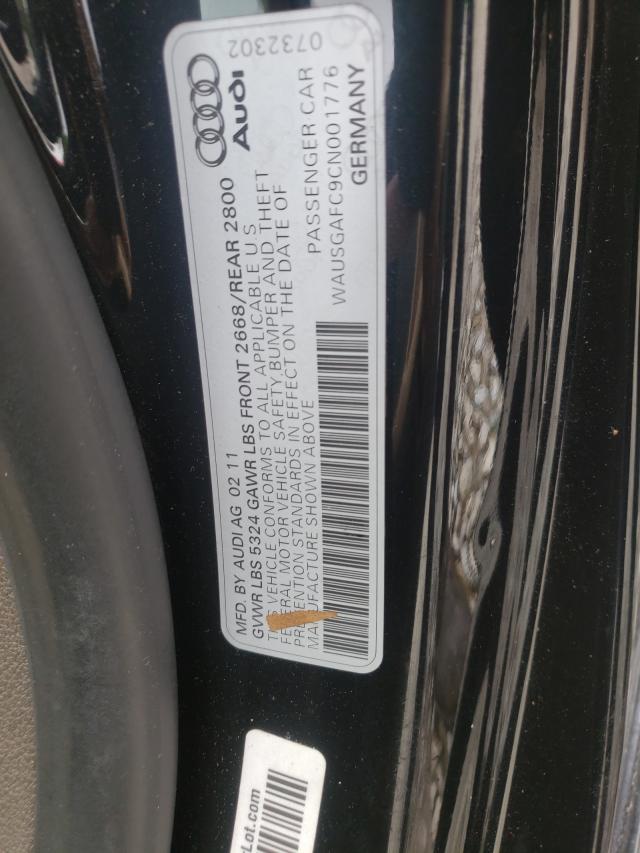 MFD. BY AUDI AG 02 11
GVWR LBS 5324 GAWR LBS FRONT 2668/REAR 2800
VEHICLE CONFORMS TO ALL APPLICABLE U S
FEDERAL MOTOR VEHICLE SAFETY BUMPER AND THEFT
PREVENTION STANDARDS IN EFFECT ON THE DATE OF
MANUFACTURE SHOWN ABOVE
PASSENGER CAR
WAUSGAFC9CN001776
GERMANY
Audi
0732302
Lot.com